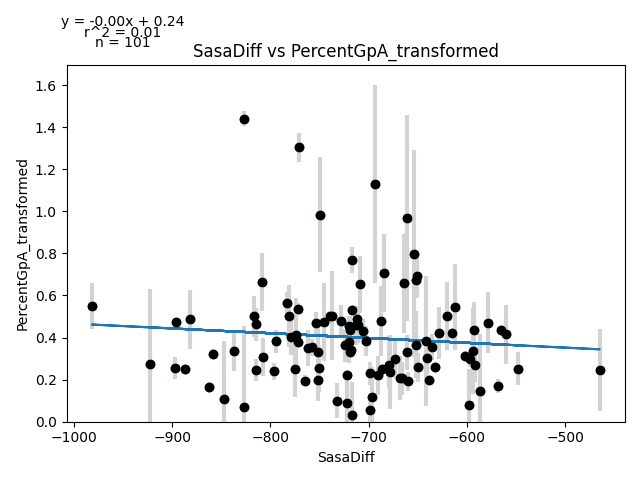 y = -0.00x + 0.24
r^2 = 0.01
n = 101
SasaDiff vs PercentGpA_transformed
PercentGpA_transformed
1.6
1.4
1.2
1.0
0.8
0.6
0.4
0.2
0.0
−1000 −900 −800 −700 −600 −500
SasaDiff